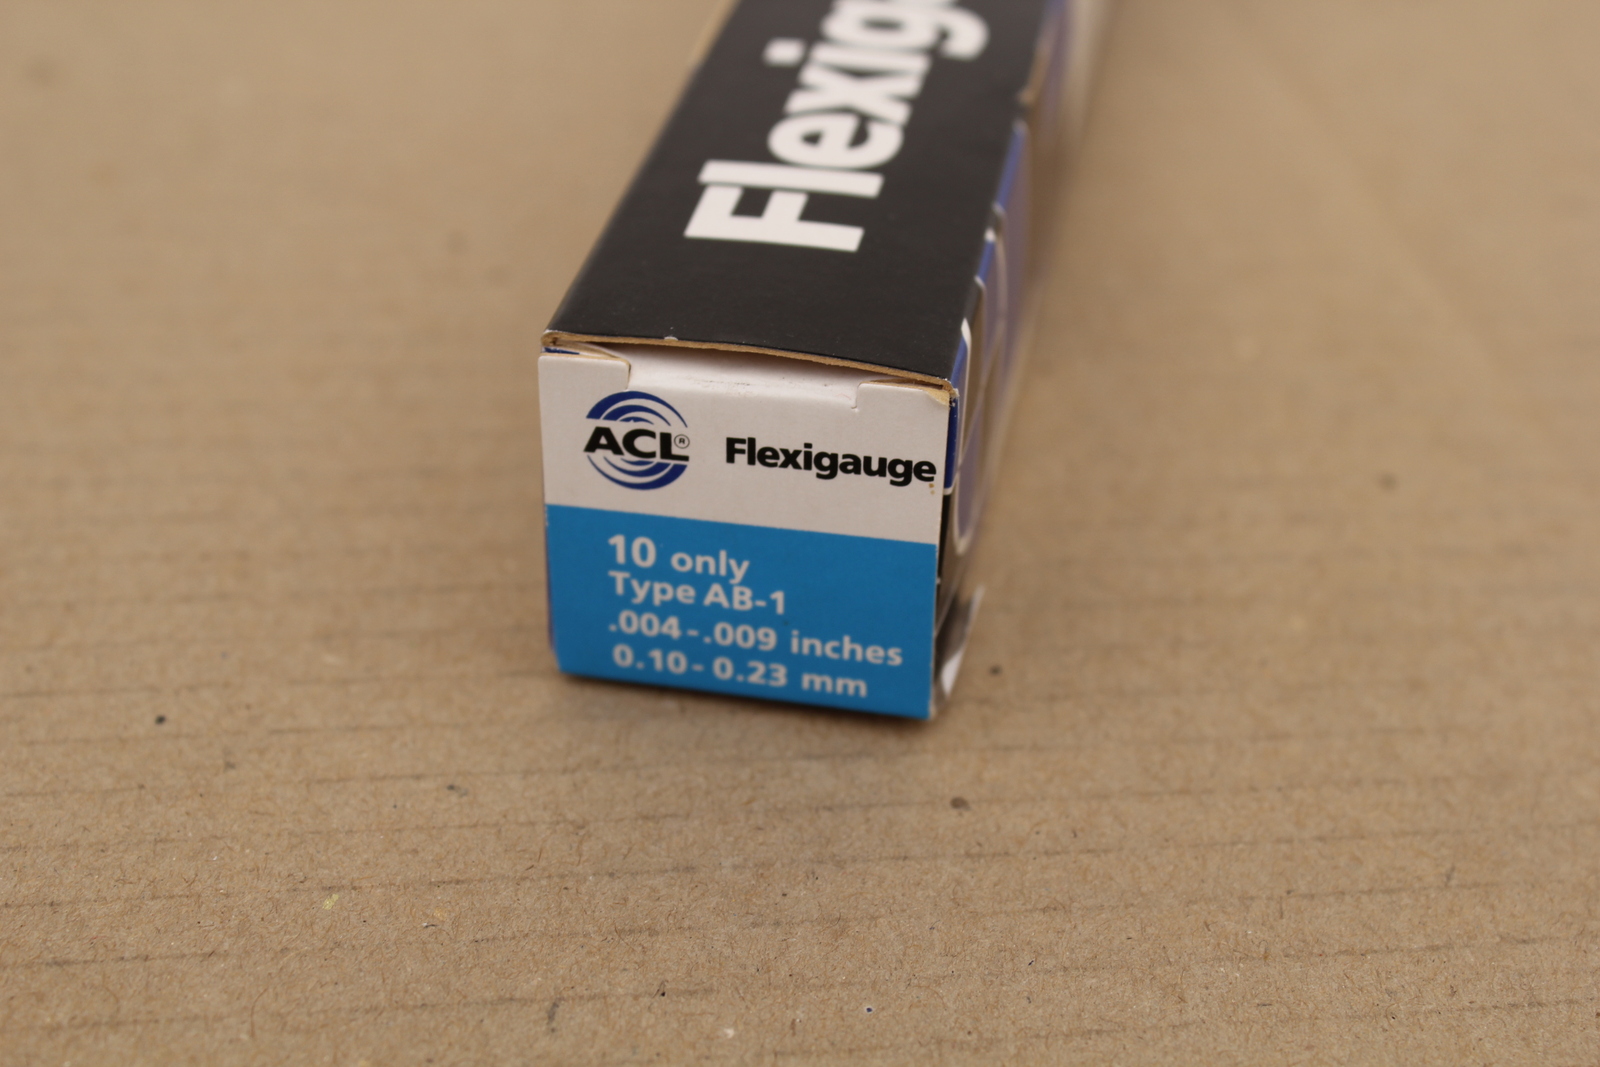 Flexig
ACL® Flexigauge
10 only
Type AB-1
.004-.009 inches
0.10-0.23 mm